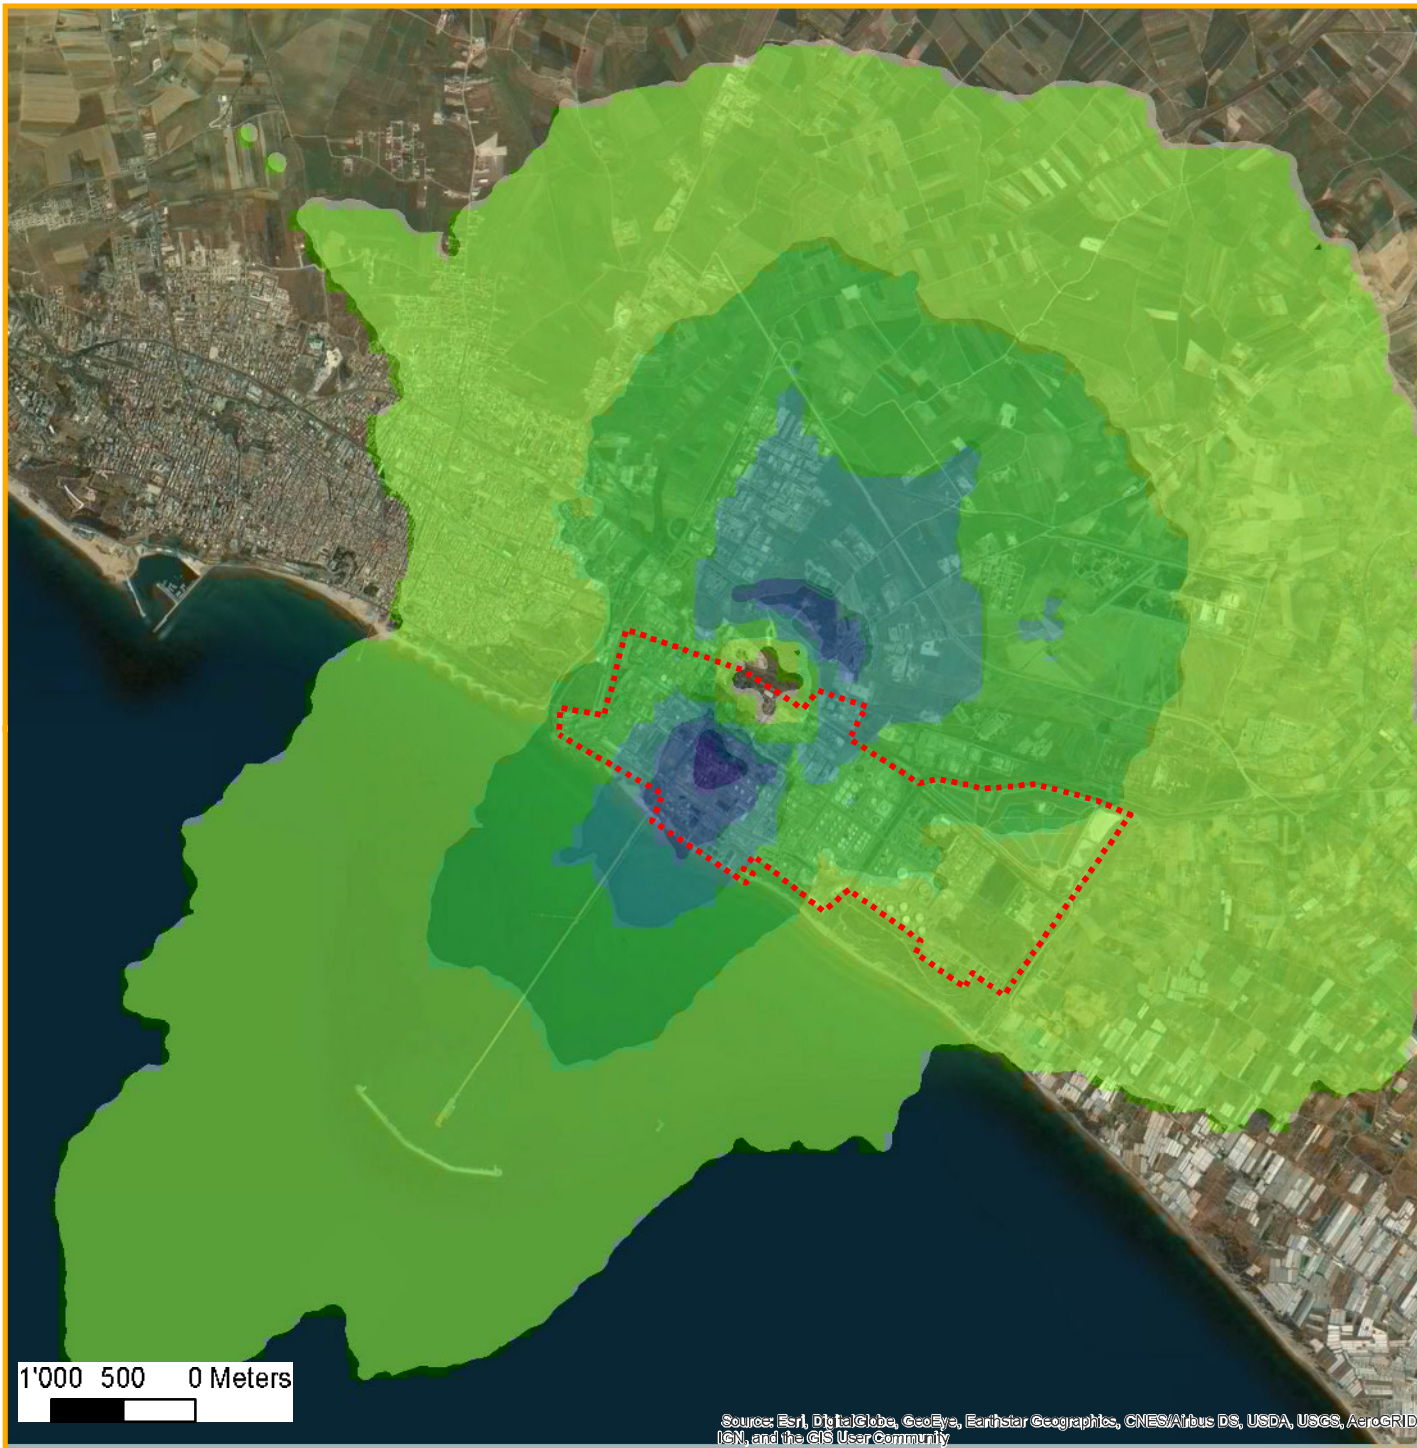 1'000 500 0 Meters
Source: Esri, DigitalGlobe, GeoEye, Earthstar Geographics, CNES/Airbus DS, USDA, USGS, AeroGRID
IGN, and the GIS User Community